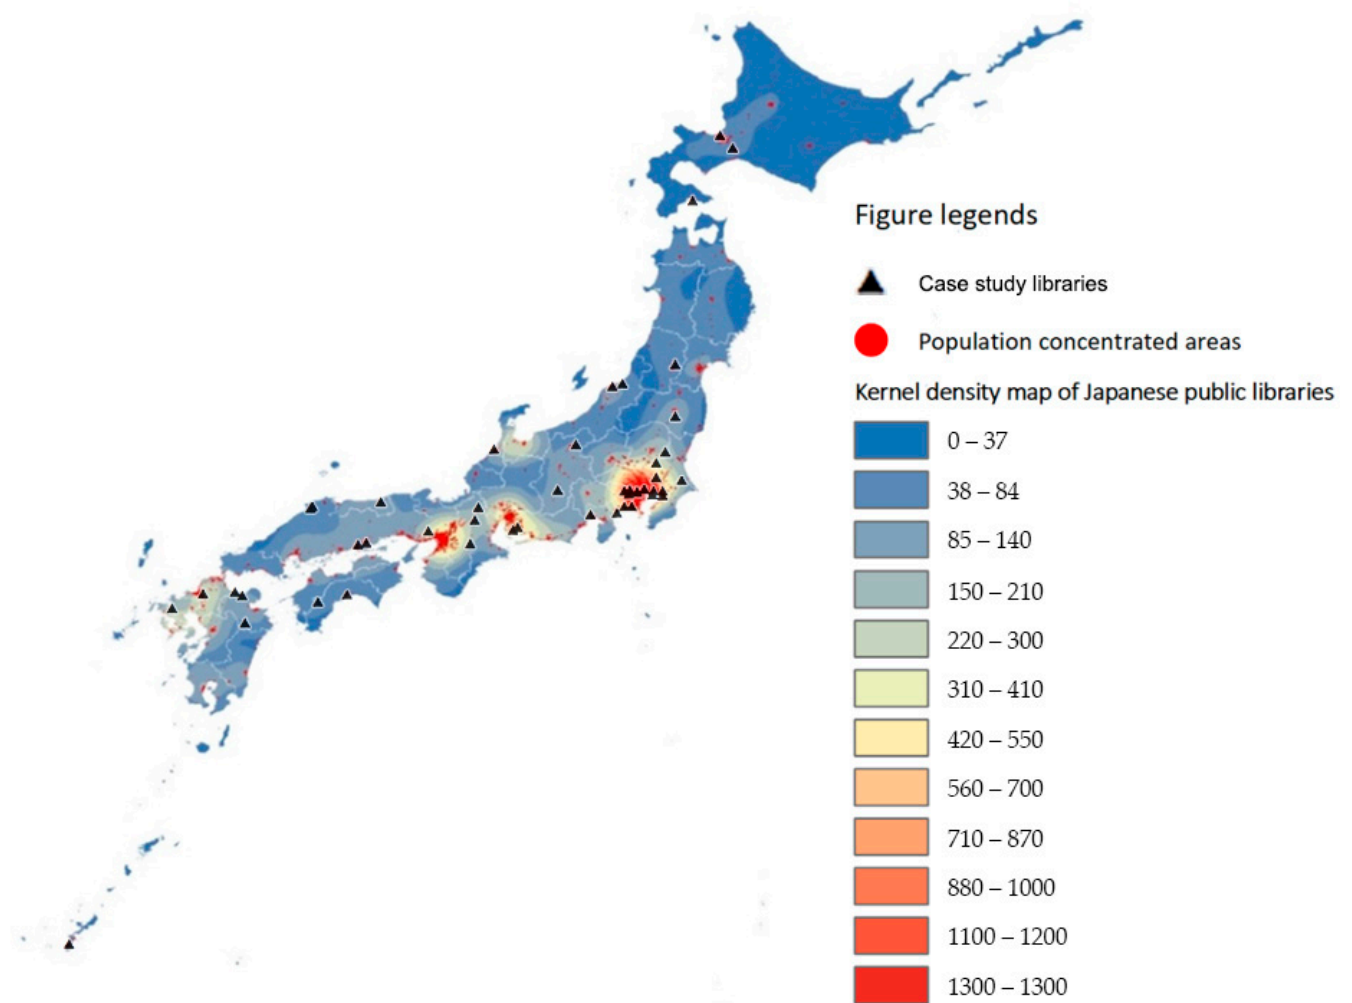 Figure legends
Case study libraries
Population concentrated areas
Kernel density map of Japanese public libraries
0 – 37
38 – 84
85 – 140
150 – 210
220 – 300
310 – 410
420 – 550
560 – 700
710 – 870
880 – 1000
1100 – 1200
1300 – 1300